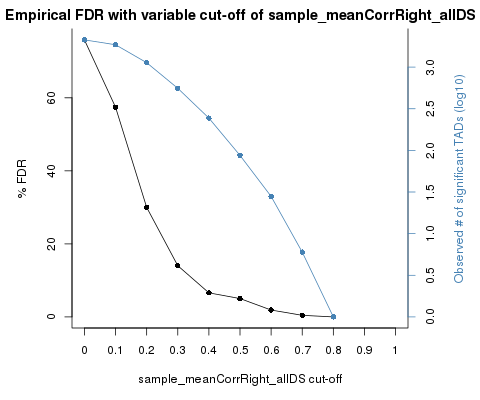 Empirical FDR with variable cut-off of sample_meanCorrRight_allDS
% FDR
0
20
40
60
0 0.1 0.2 0.3 0.4 0.5 0.6 0.7 0.8 0.9 1
sample_meanCorrRight_allDS cut-off
0.0
0.5
1.0
1.5
2.0
2.5
3.0
Observed # of significant TADs (log10)